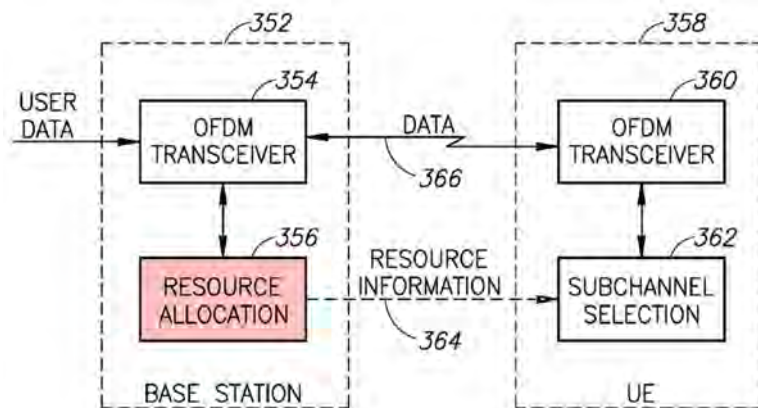 352
358
354
360
USER
DATA
OFDM
TRANSCEIVER
DATA
366
OFDM
TRANSCEIVER
356
362
RESOURCE
ALLOCATION
RESOURCE
INFORMATION
364
SUBCHANNEL
SELECTION
BASE STATION
UE